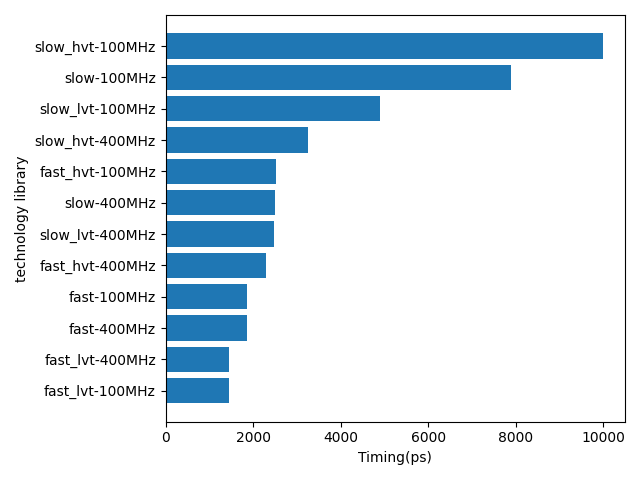 slow_hvt-100MHz
slow-100MHz
slow_lvt-100MHz
slow_hvt-400MHz
fast_hvt-100MHz
slow-400MHz
slow_lvt-400MHz
fast_hvt-400MHz
fast-100MHz
fast-400MHz
fast_lvt-400MHz
fast_lvt-100MHz
technology library
0 2000 4000 6000 8000 10000
Timing(ps)